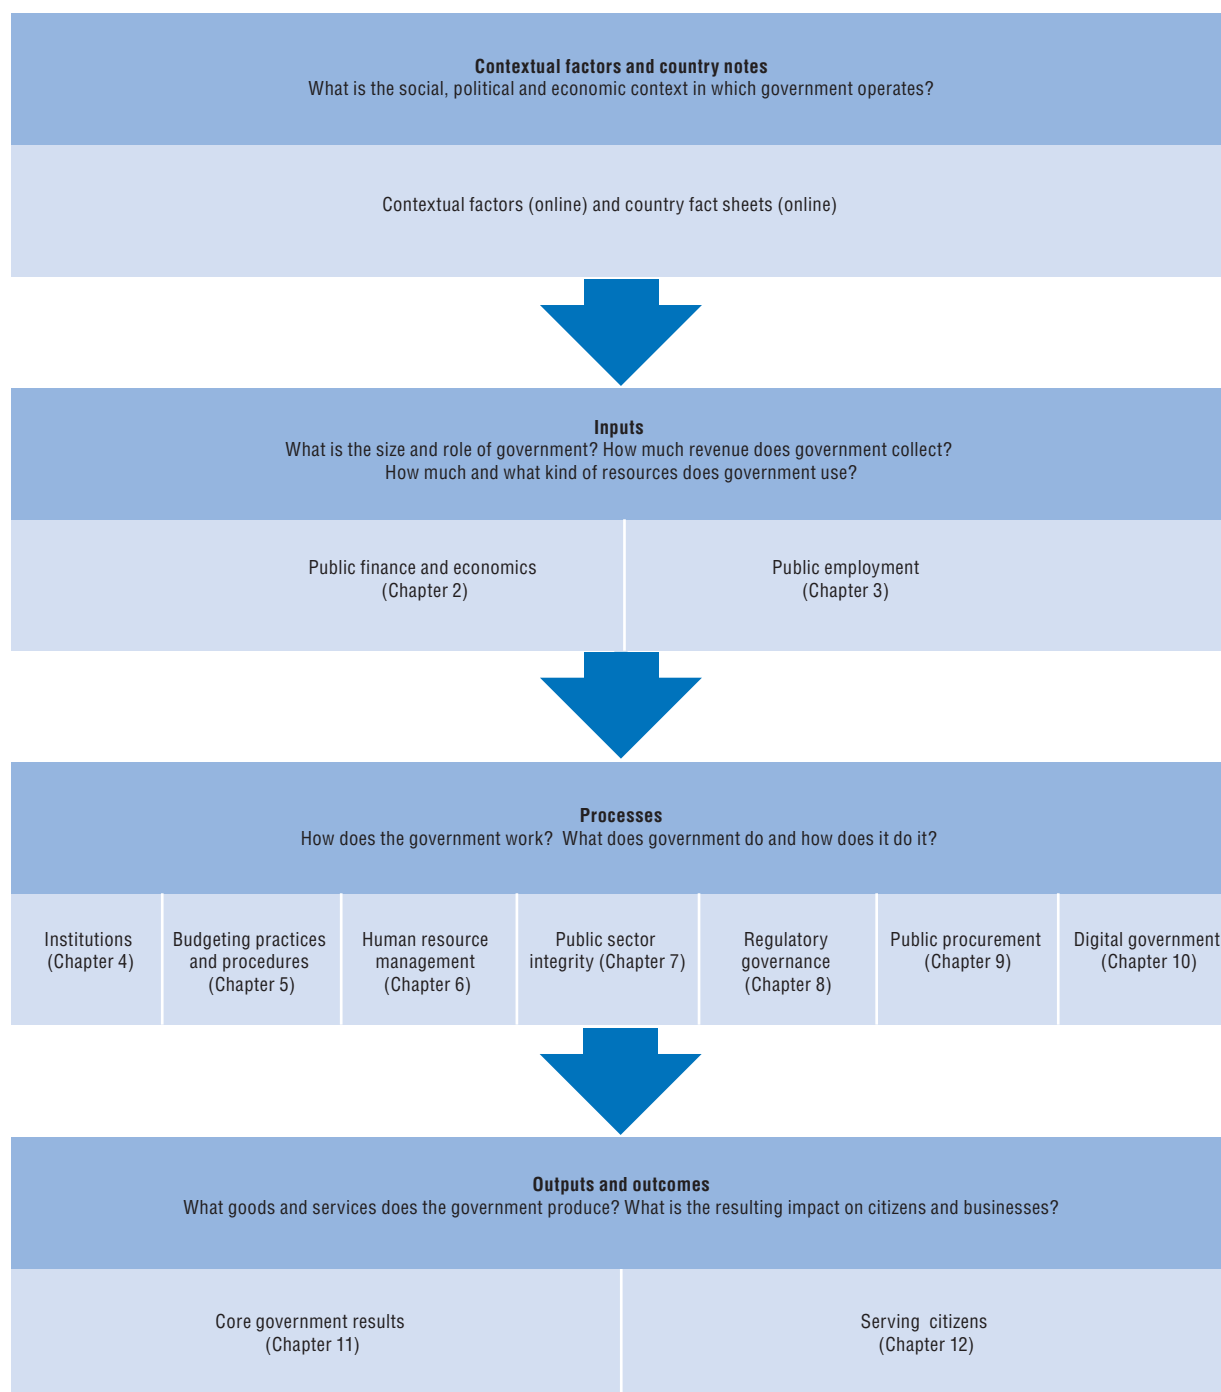 Contextual factors and country notes
What is the social, political and economic context in which government operates?
Contextual factors (online) and country fact sheets (online)
Inputs
What is the size and role of government? How much revenue does government collect?
How much and what kind of resources does government use?
Public finance and economics
(Chapter 2)
Public employment
(Chapter 3)
Processes
How does the government work?  What does government do and how does it do it?
Institutions
(Chapter 4)
Budgeting practices
and procedures
(Chapter 5)
Human resource
management
(Chapter 6)
Public sector
integrity (Chapter 7)
Regulatory
governance
(Chapter 8)
Public procurement
(Chapter 9)
Digital government
(Chapter 10)
Outputs and outcomes
What goods and services does the government produce? What is the resulting impact on citizens and businesses?
Core government results
(Chapter 11)
Serving  citizens
(Chapter 12)